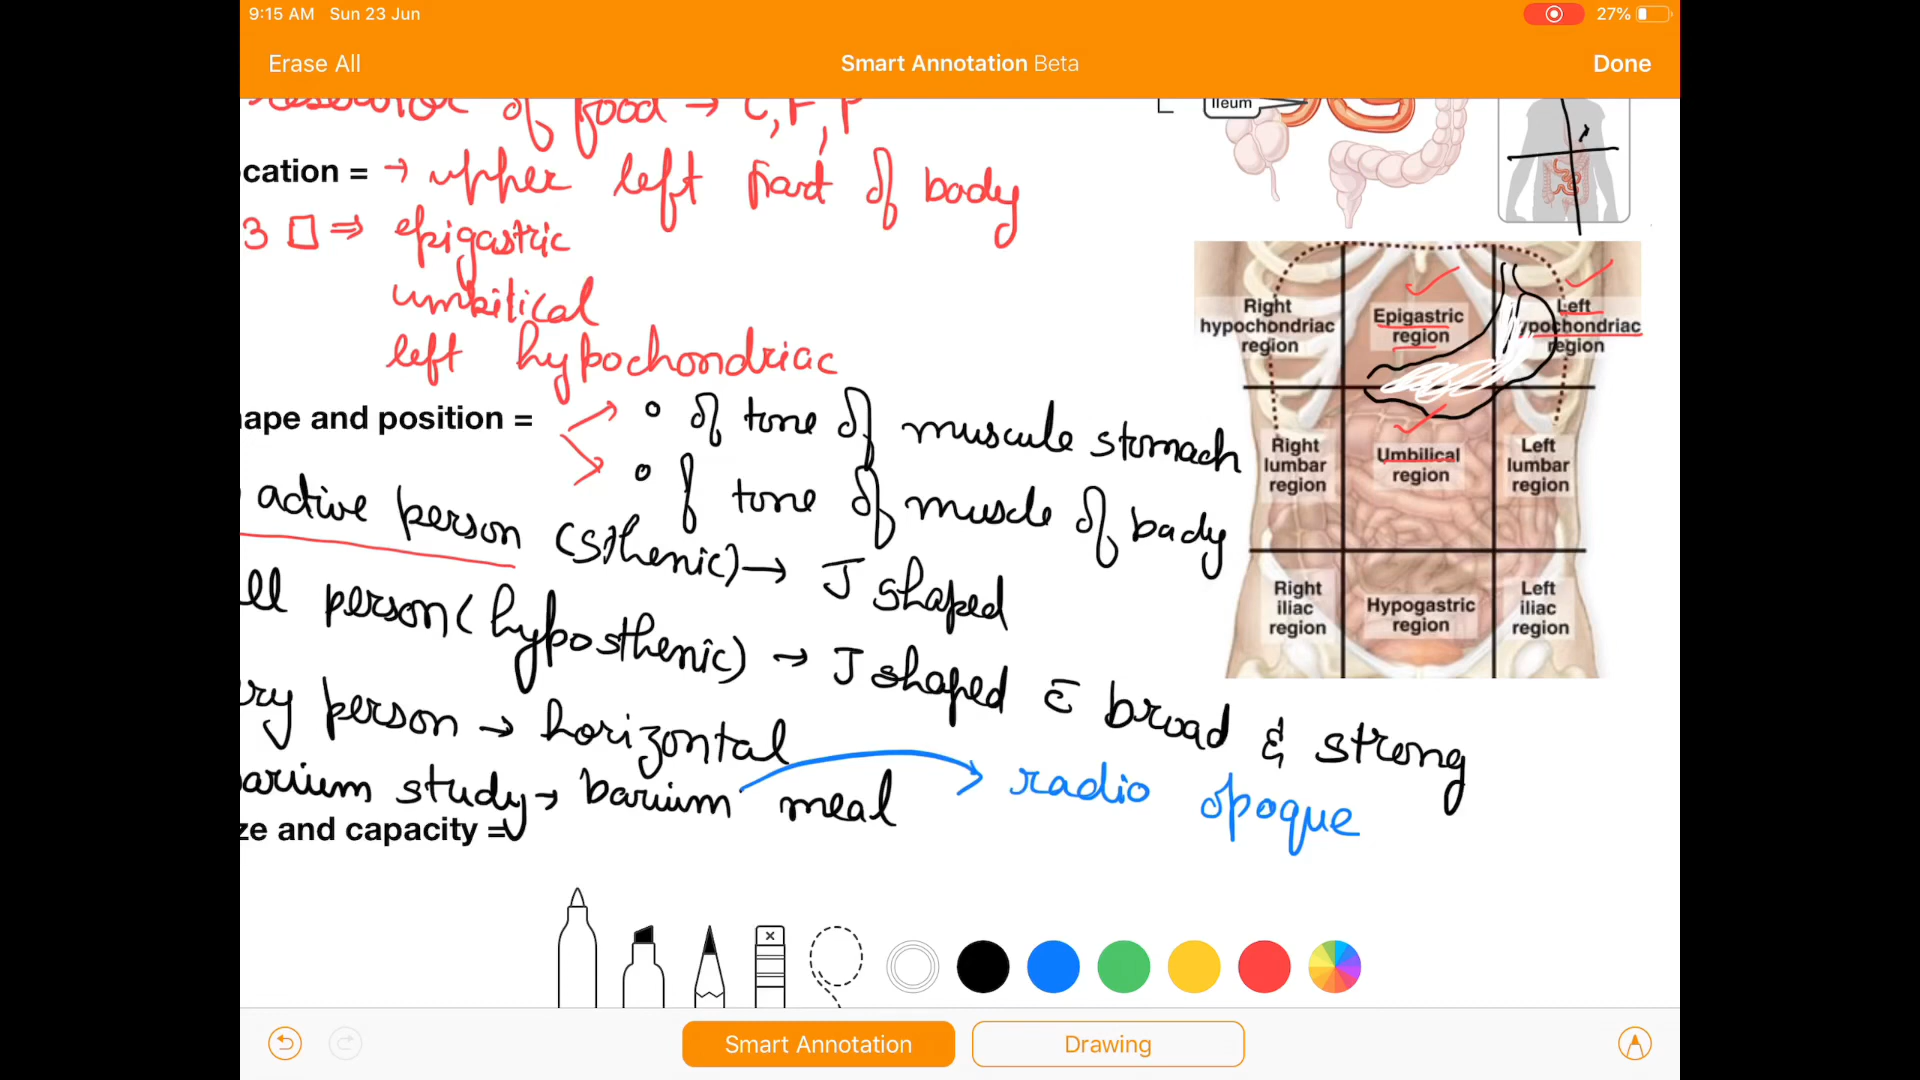 9:15 AM Sun 23 Jun
27%
Erase All
Smart Annotation Beta
Done
of food → C, F, P
Ileum
cation = → upper left part of body
3 □ ⇒ epigastric
umbilical
left hypochondriac
ape and position = ° of tone of muscule stomach
° of tone of muscle of body
active person (sthenic) → J shaped
ll person (hyposthenic) → J shaped c̄ broad & strong
ry person → horizontal
arium study → barium meal → radio opoque
ze and capacity =
Right
hypochondriac
region
Epigastric
region
Left
ypochondriac
region
Right
lumbar
region
Umbilical
region
Left
lumbar
region
Right
iliac
region
Hypogastric
region
Left
iliac
region
Smart Annotation
Drawing